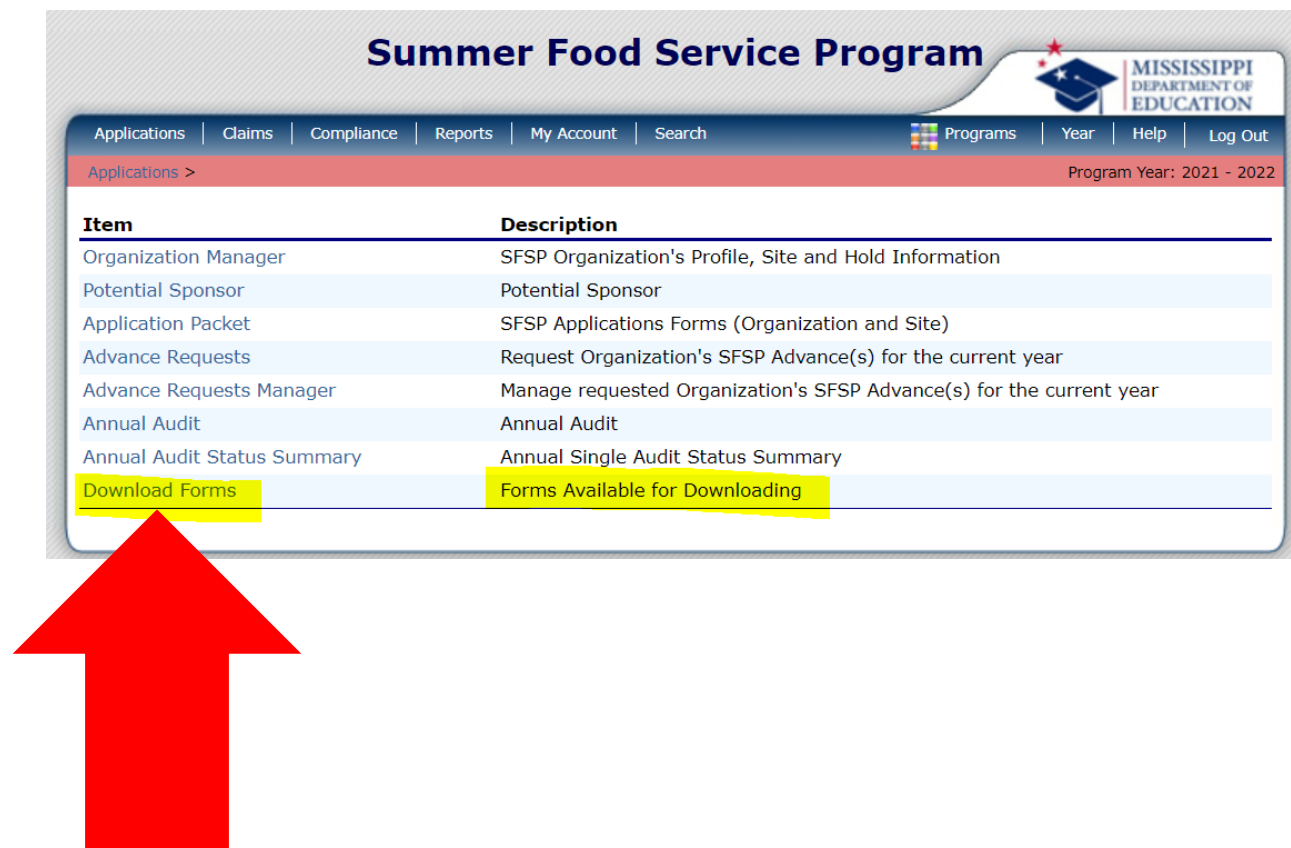 Summer Food Service Program
MISSISSIPPI
DEPARTMENT OF
EDUCATION
Applications | Claims | Compliance | Reports | My Account | Search Programs | Year | Help | Log Out
Applications > Program Year: 2021 - 2022
Item Description
Organization Manager SFSP Organization's Profile, Site and Hold Information
Potential Sponsor Potential Sponsor
Application Packet SFSP Applications Forms (Organization and Site)
Advance Requests Request Organization's SFSP Advance(s) for the current year
Advance Requests Manager Manage requested Organization's SFSP Advance(s) for the current year
Annual Audit Annual Audit
Annual Audit Status Summary Annual Single Audit Status Summary
Download Forms Forms Available for Downloading